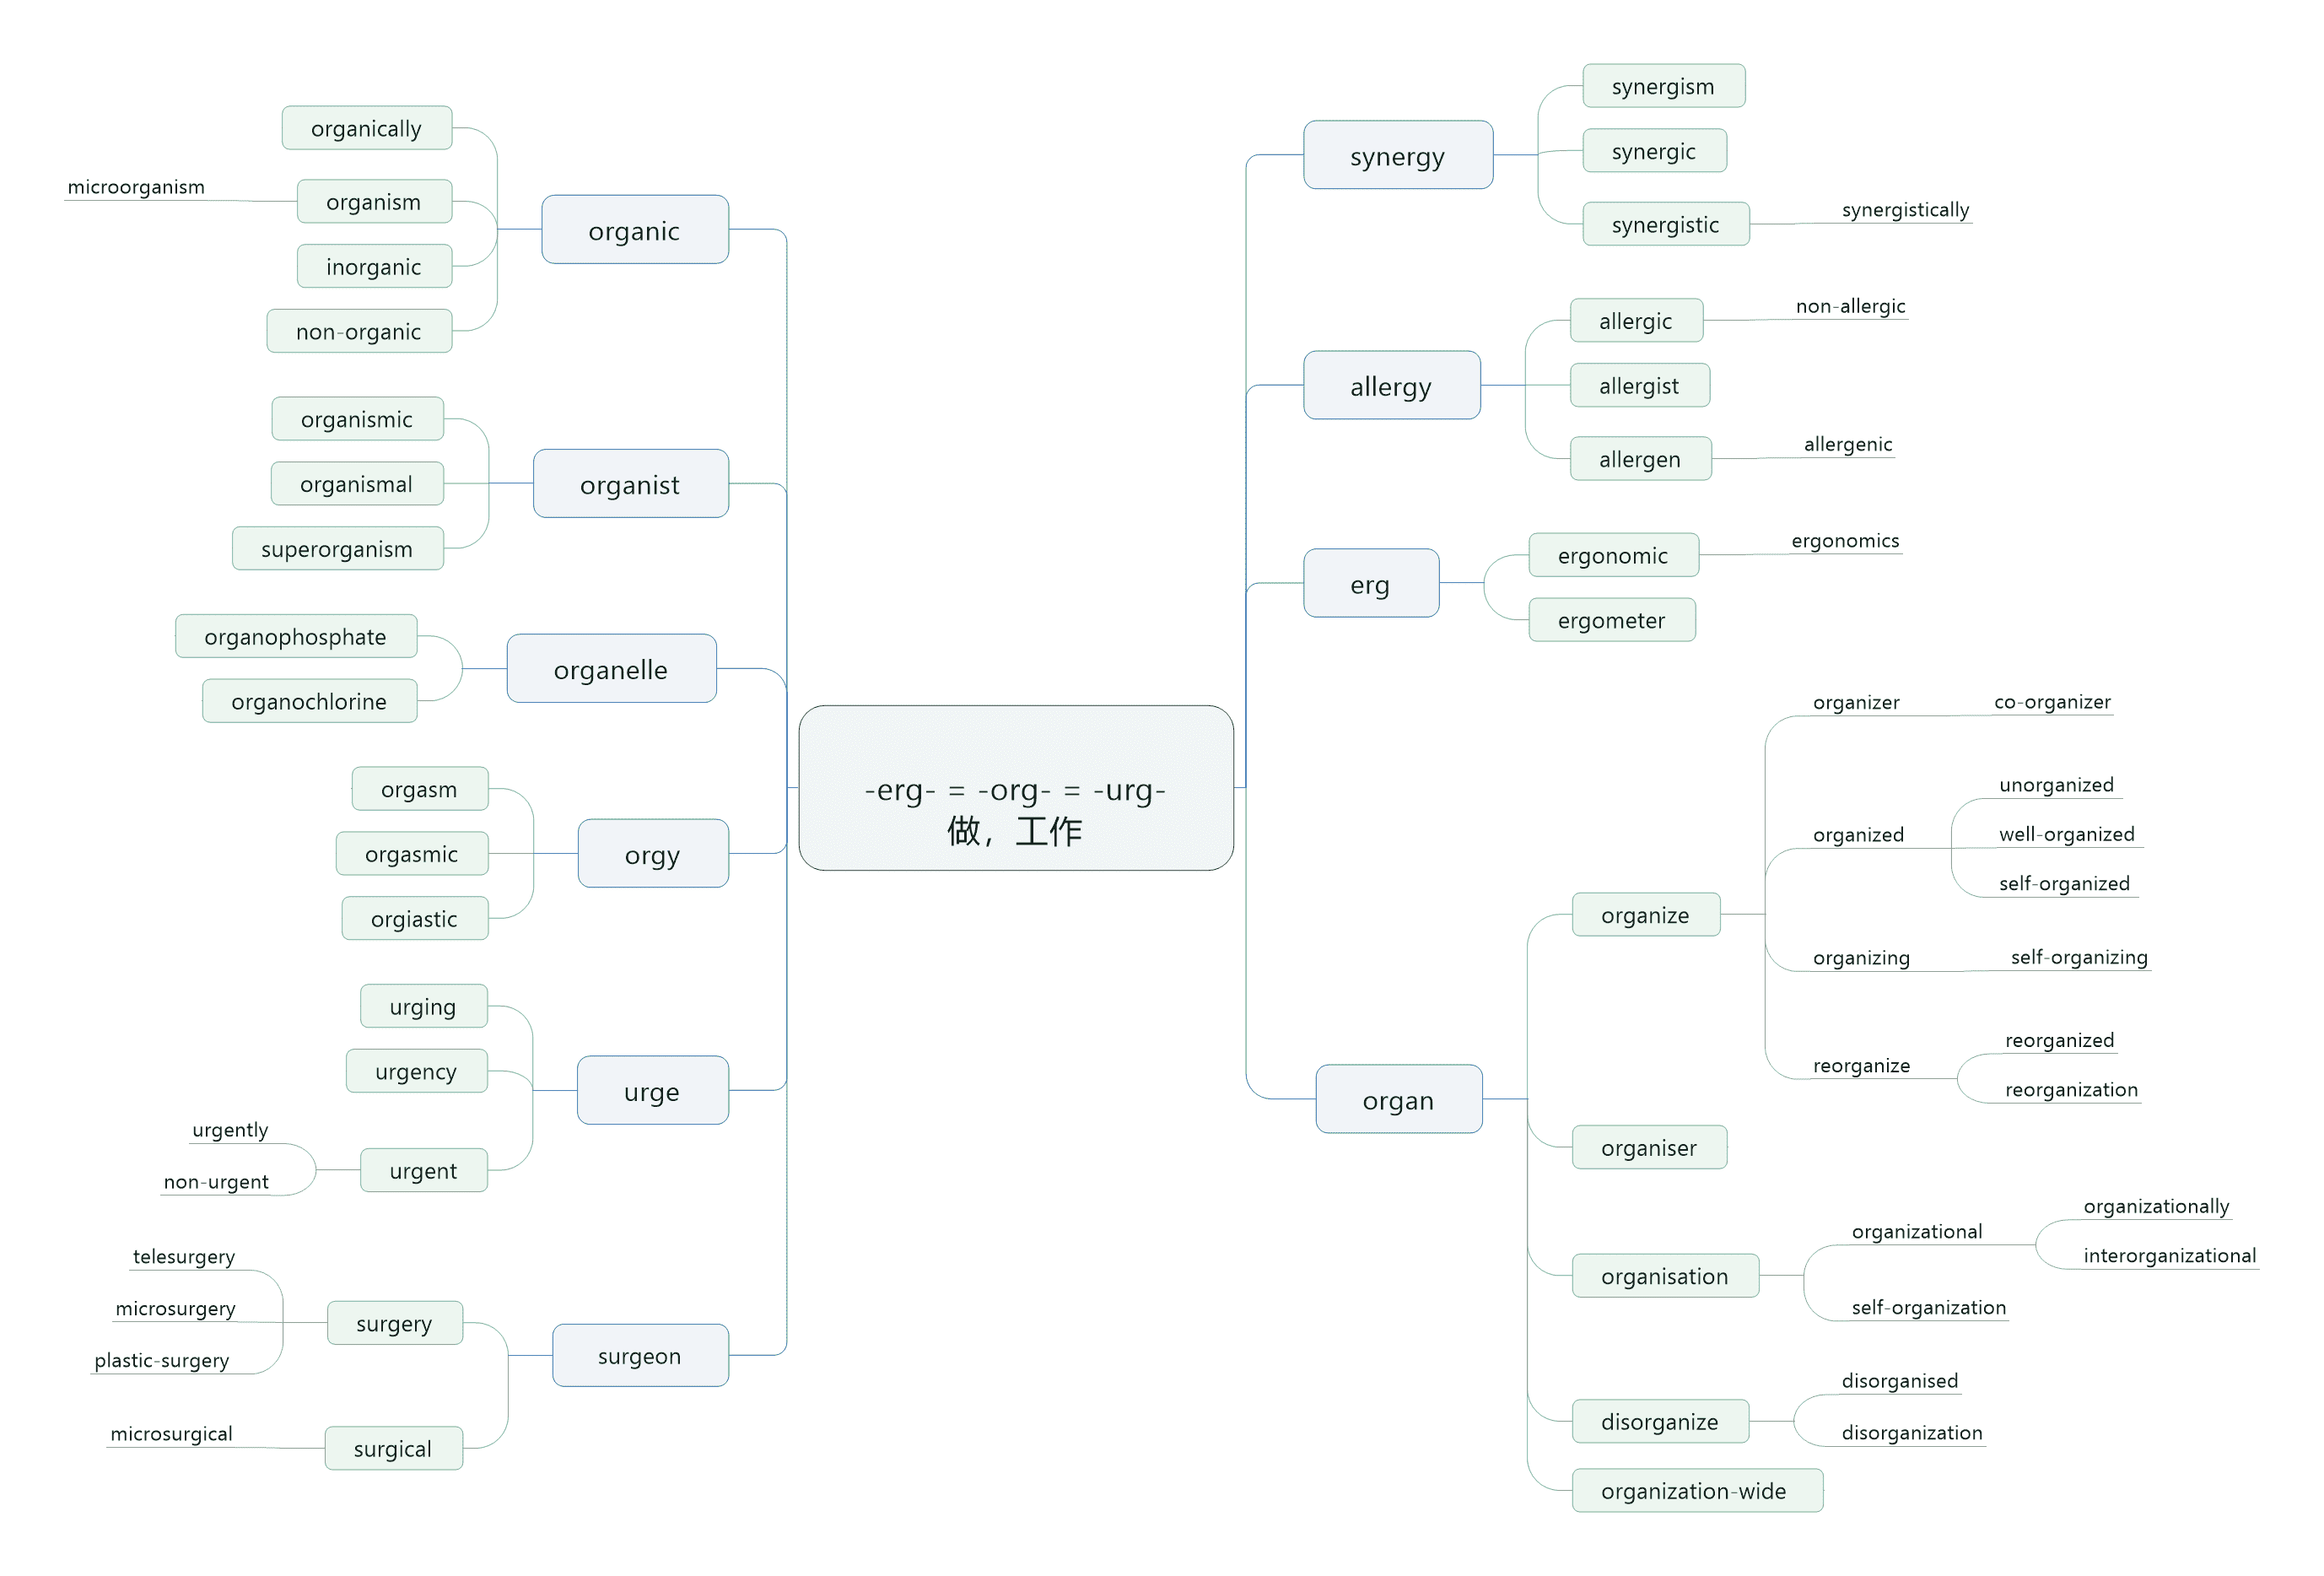 -erg- = -org- = -urg-
做，工作
synergy
synergism
synergic
synergistic
synergistically
allergy
allergic
non-allergic
allergist
allergen
allergenic
erg
ergonomic
ergonomics
ergometer
organ
organize
organizer
co-organizer
organized
unorganized
well-organized
self-organized
organizing
self-organizing
reorganize
reorganized
reorganization
organiser
organisation
organizational
organizationally
interorganizational
self-organization
disorganize
disorganised
disorganization
organization-wide
organic
organically
organism
microorganism
inorganic
non-organic
organist
organismic
organismal
superorganism
organelle
organophosphate
organochlorine
orgy
orgasm
orgasmic
orgiastic
urge
urging
urgency
urgent
urgently
non-urgent
surgeon
surgery
telesurgery
microsurgery
plastic-surgery
surgical
microsurgical